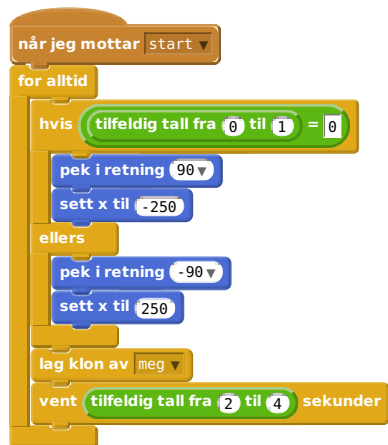 når jeg mottar start
for alltid
hvis tilfeldig tall fra 0 til 1 = 0
pek i retning 90
sett x til -250
ellers
pek i retning -90
sett x til 250
lag klon av meg
vent tilfeldig tall fra 2 til 4 sekunder